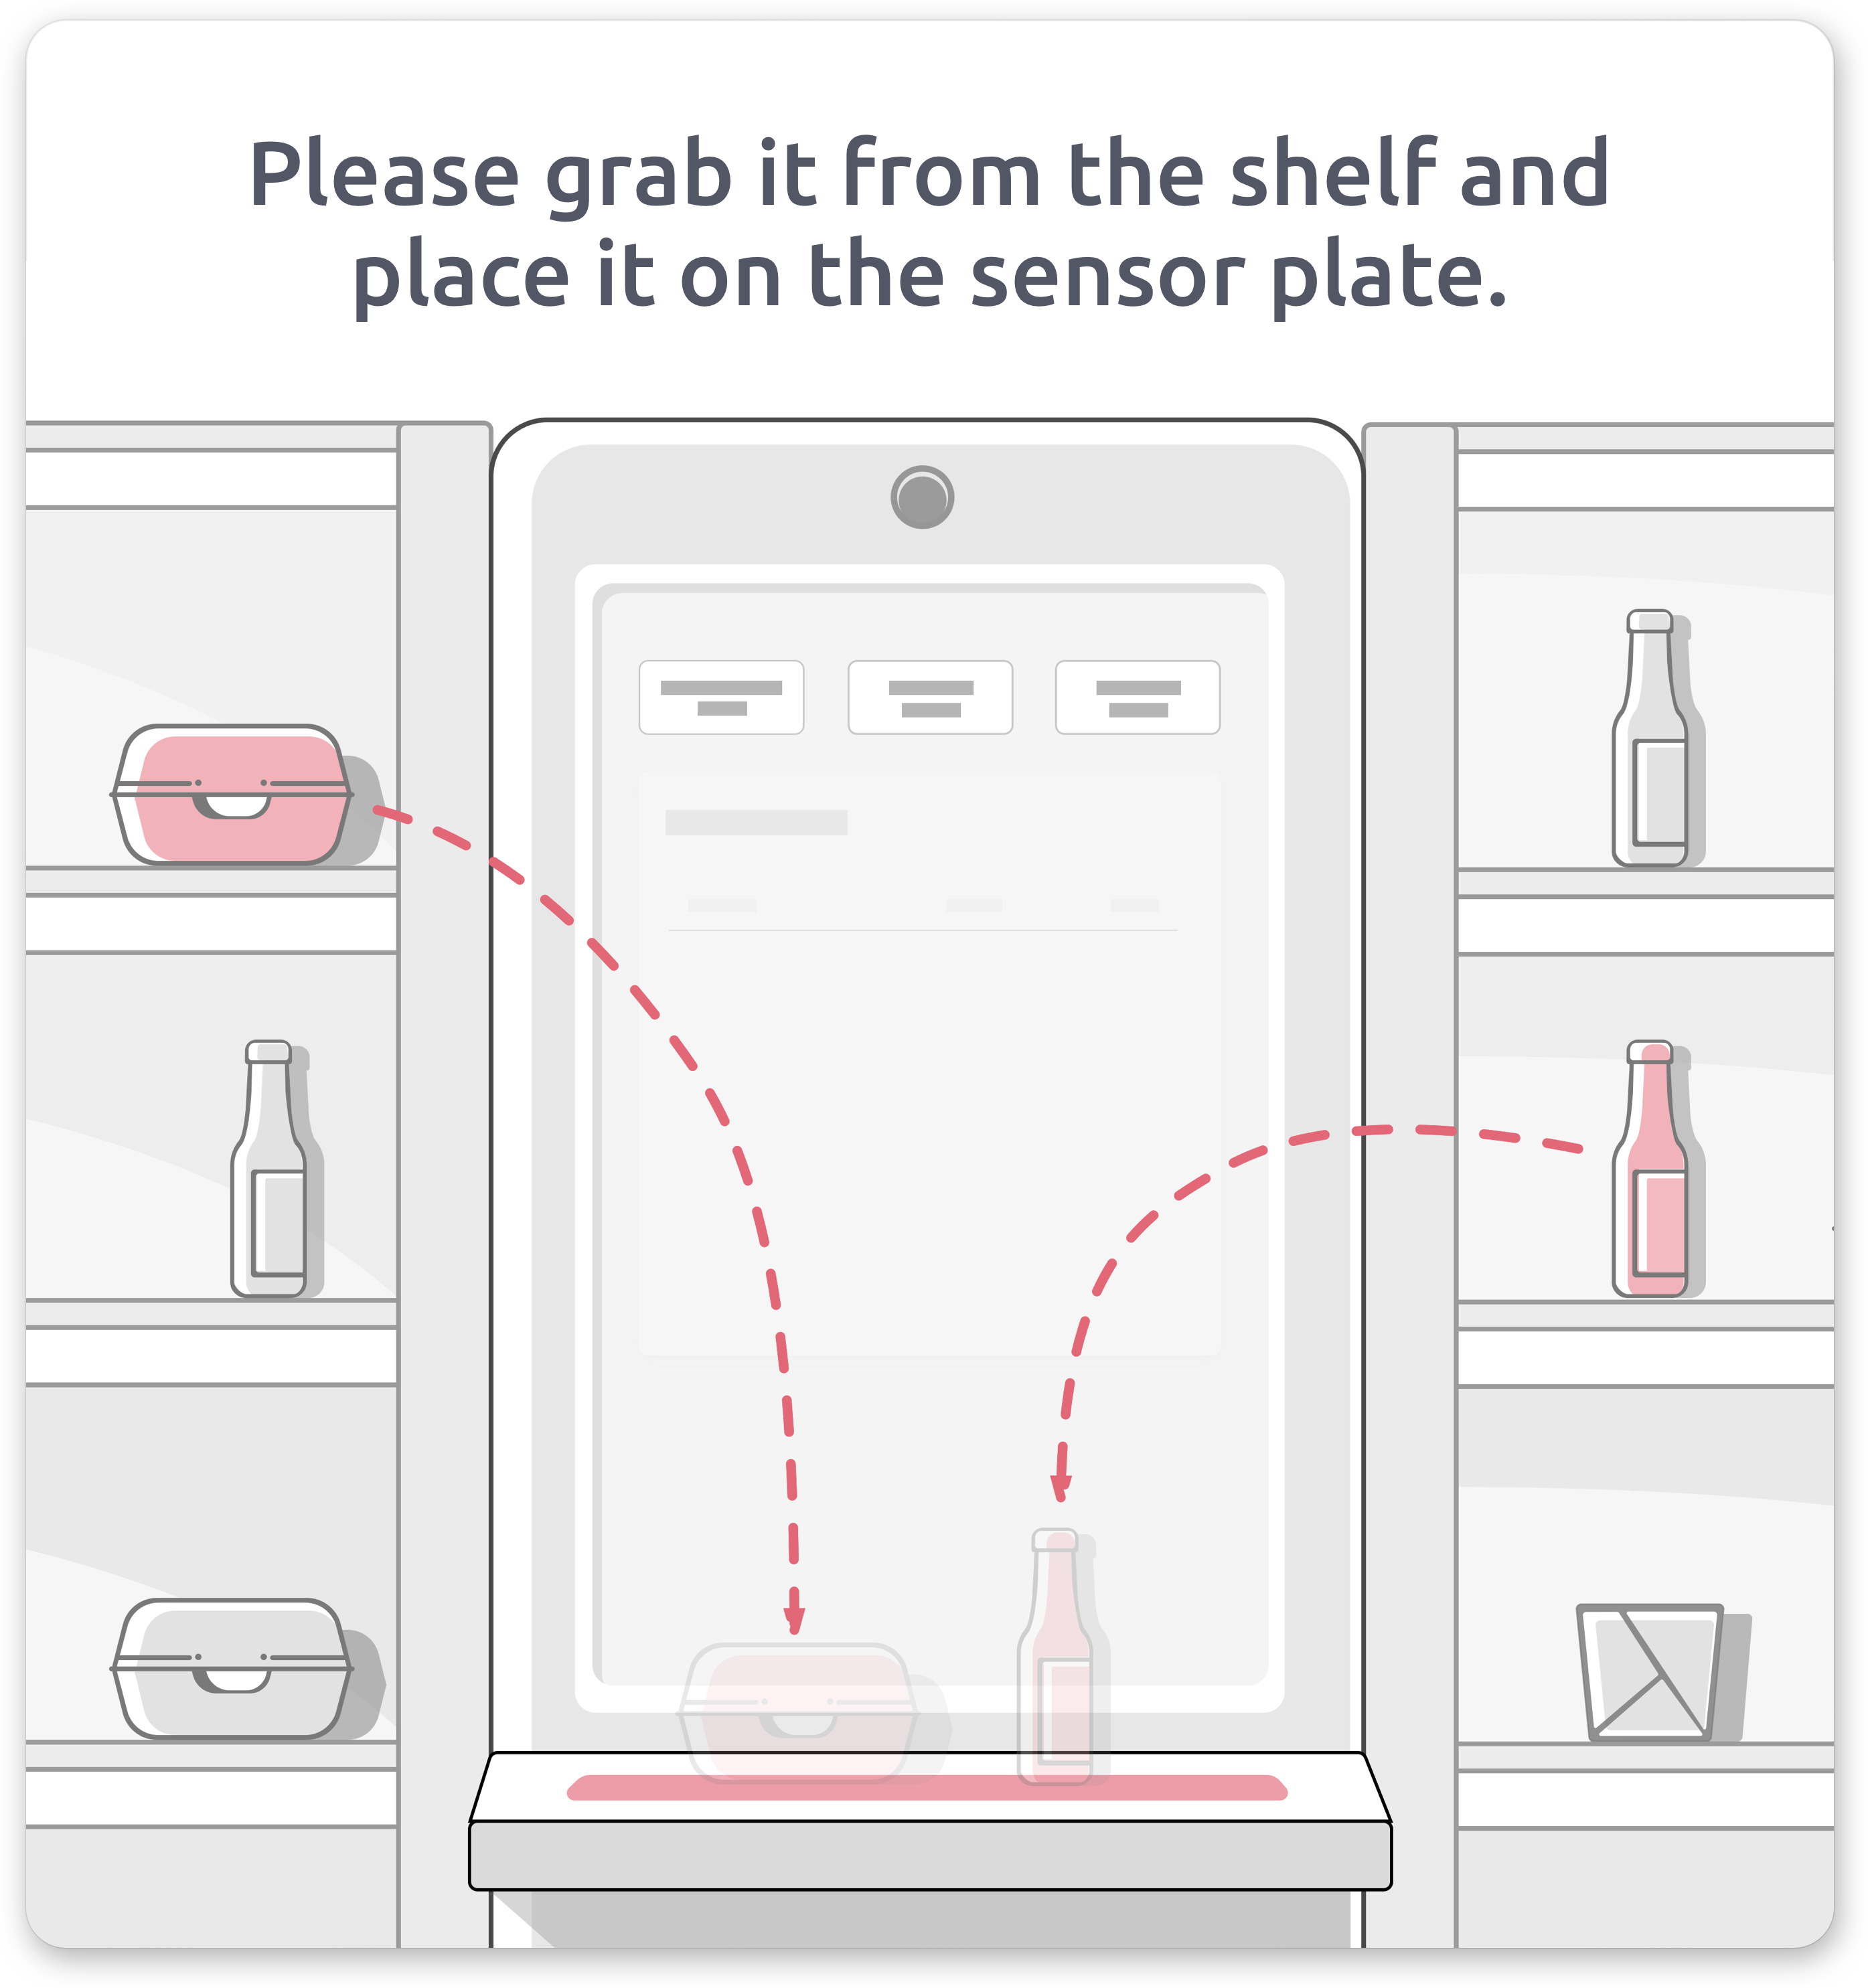 Please grab it from the shelf and
place it on the sensor plate.